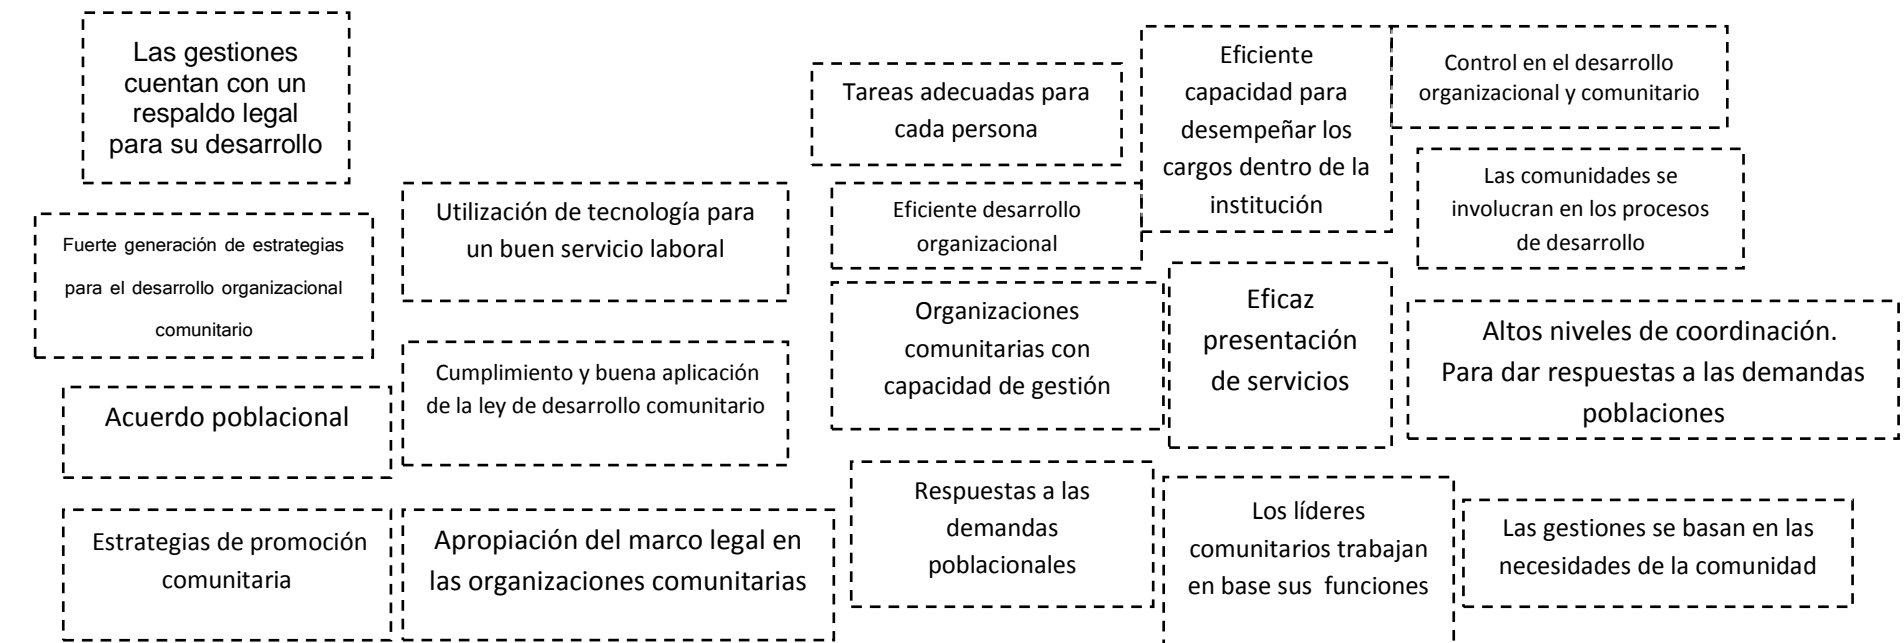 Las gestiones
cuentan con un
respaldo legal
para su desarrollo
Fuerte generación de estrategias
para el desarrollo organizacional
comunitario
Acuerdo poblacional
Estrategias de promoción
comunitaria
Utilización de tecnología para
un buen servicio laboral
Cumplimiento y buena aplicación
de la ley de desarrollo comunitario
Apropiación del marco legal en
las organizaciones comunitarias
Tareas adecuadas para
cada persona
Eficiente desarrollo
organizacional
Organizaciones
comunitarias con
capacidad de gestión
Respuestas a las
demandas
poblacionales
Eficiente
capacidad para
desempeñar los
cargos dentro de la
institución
Eficaz
presentación
de servicios
Los líderes
comunitarios trabajan
en base sus funciones
Control en el desarrollo
organizacional y comunitario
Las comunidades se
involucran en los procesos
de desarrollo
Altos niveles de coordinación.
Para dar respuestas a las demandas
poblaciones
Las gestiones se basan en las
necesidades de la comunidad